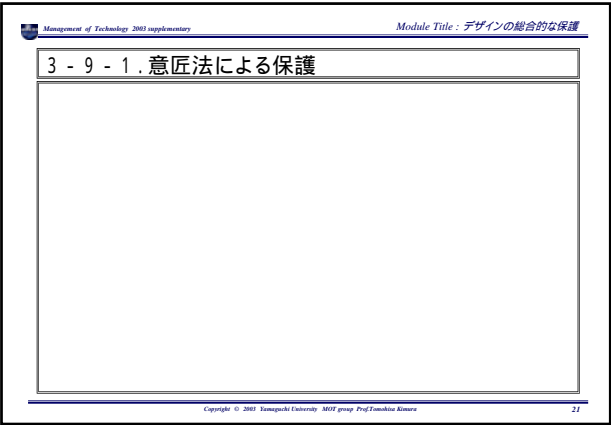 Management of Technology 2003 supplementary
Module Title : デザインの総合的な保護
3 - 9 - 1 . 意匠法による保護
Copyright © 2003 Yamaguchi University MOT group Prof.Tomohisa Kimura
21